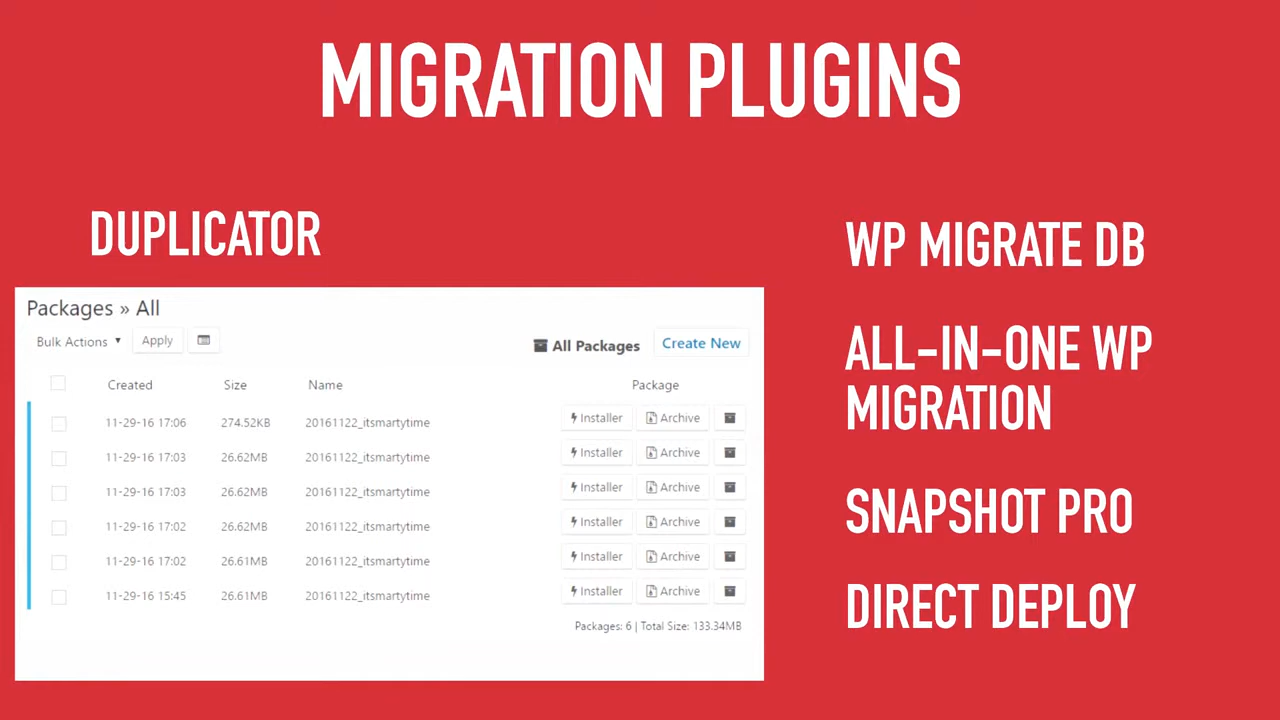 MIGRATION PLUGINS
DUPLICATOR
Packages » All
Bulk Actions Apply
All Packages Create New
Created Size Name Package
11-29-16 17:06 274.52KB 20161122_itsmartytime Installer Archive
11-29-16 17:03 26.62MB 20161122_itsmartytime Installer Archive
11-29-16 17:03 26.62MB 20161122_itsmartytime Installer Archive
11-29-16 17:02 26.62MB 20161122_itsmartytime Installer Archive
11-29-16 17:02 26.61MB 20161122_itsmartytime Installer Archive
11-29-16 15:45 26.61MB 20161122_itsmartytime Installer Archive
Packages: 6 | Total Size: 133.34MB
WP MIGRATE DB
ALL-IN-ONE WP
MIGRATION
SNAPSHOT PRO
DIRECT DEPLOY